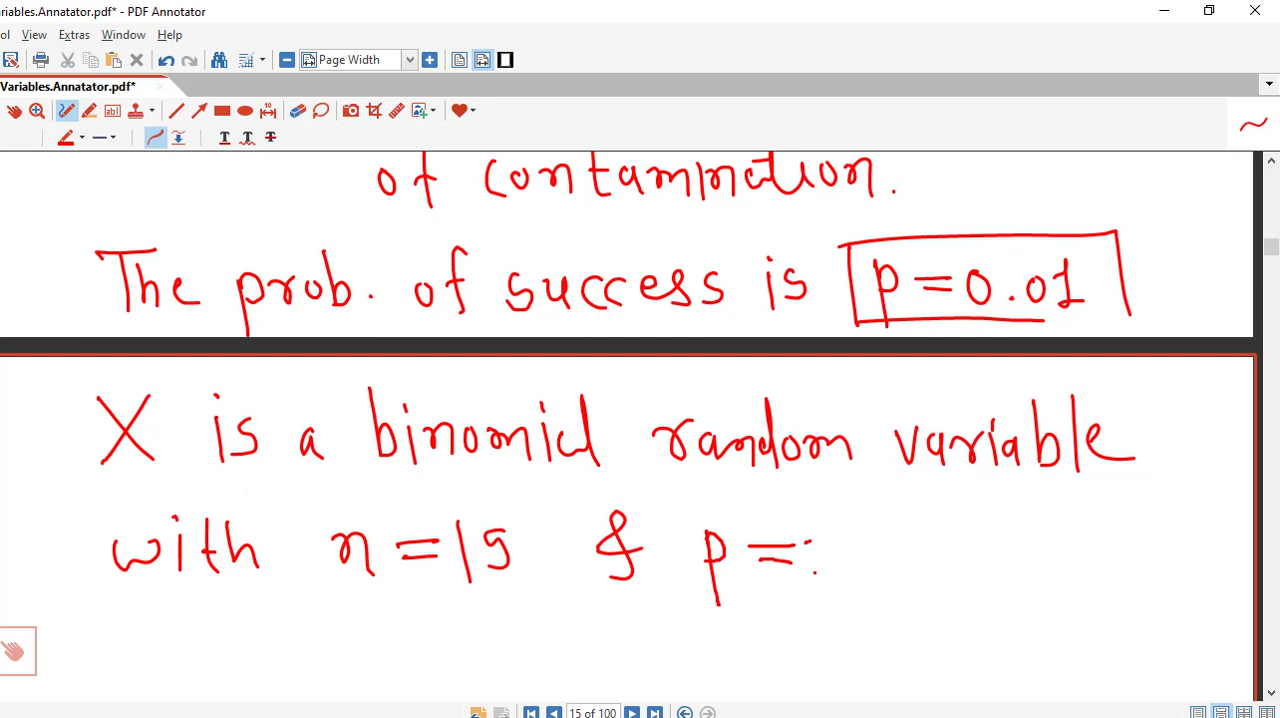 ariables.Annatator.pdf* - PDF Annotator
ol View Extras Window Help
Page Width
Variables.Annatator.pdf*
of contamination.
The prob. of success is p=0.01
X is a binomial random variable
with n=15 & p=
15 of 100